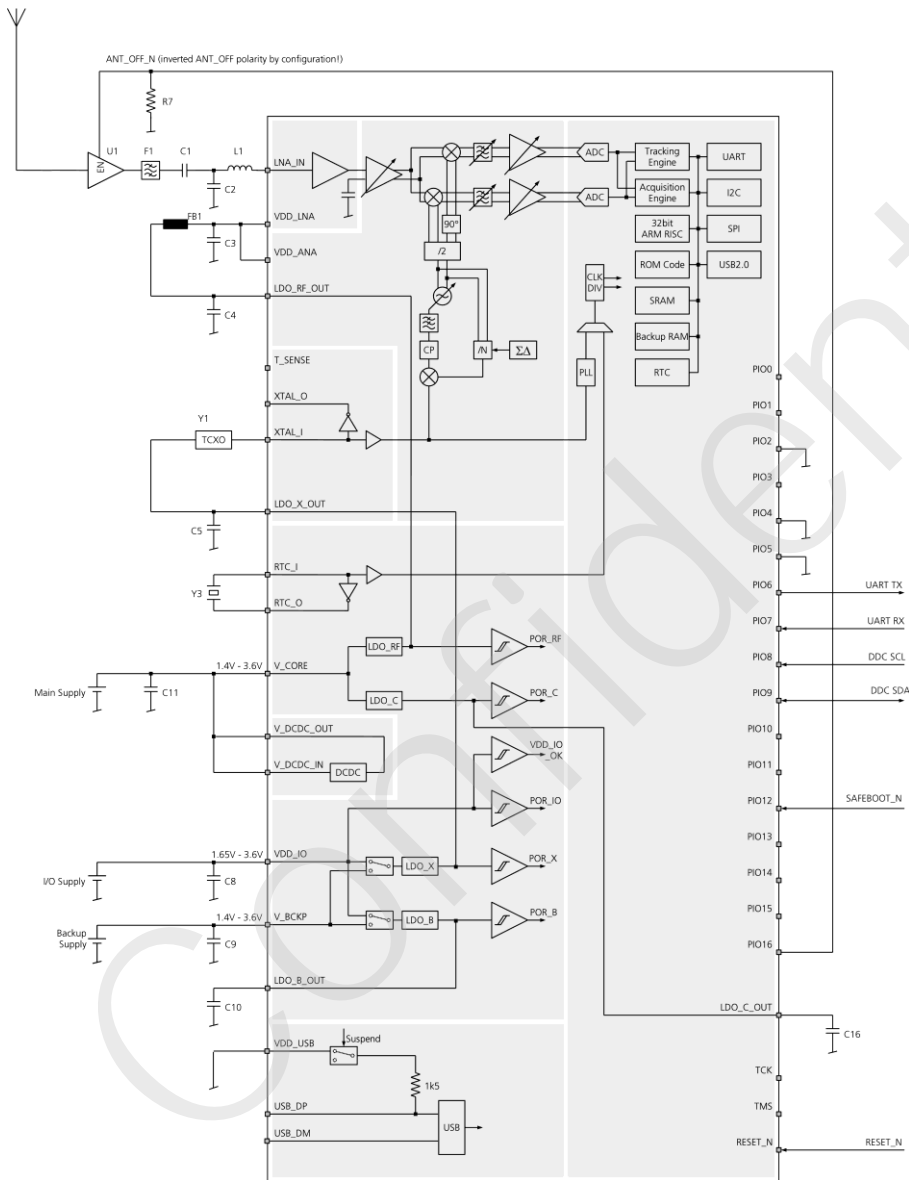 ANT_OFF_N (inverted ANT_OFF polarity by configuration!)
R7
U1
F1
C1
L1
EN
C2
LNA_IN
ADC
Tracking Engine
UART
ADC
Acquisition Engine
I2C
90°
FB1
C3
VDD_LNA
32bit ARM RISC
SPI
/2
VDD_ANA
ROM Code
USB2.0
CLK DIV
LDO_RF_OUT
SRAM
C4
Backup RAM
CP
/N
ΣΔ
T_SENSE
PLL
RTC
PIO0
XTAL_O
PIO1
Y1
TCXO
XTAL_I
PIO2
PIO3
LDO_X_OUT
PIO4
C5
PIO5
RTC_I
PIO6
UART TX
Y3
RTC_O
PIO7
UART RX
LDO_RF
POR_RF
PIO8
DDC SCL
1.4V - 3.6V
V_CORE
Main Supply
C11
LDO_C
POR_C
PIO9
DDC SDA
V_DCDC_OUT
PIO10
VDD_IO _OK
V_DCDC_IN
DCDC
PIO11
POR_IO
PIO12
SAFEBOOT_N
PIO13
1.65V - 3.6V
VDD_IO
I/O Supply
C8
LDO_X
POR_X
PIO14
1.4V - 3.6V
V_BCKP
Backup Supply
C9
LDO_B
POR_B
PIO15
PIO16
LDO_B_OUT
C10
LDO_C_OUT
C16
VDD_USB
Suspend
TCK
1k5
USB_DP
TMS
USB
USB_DM
RESET_N
RESET_N
Confident